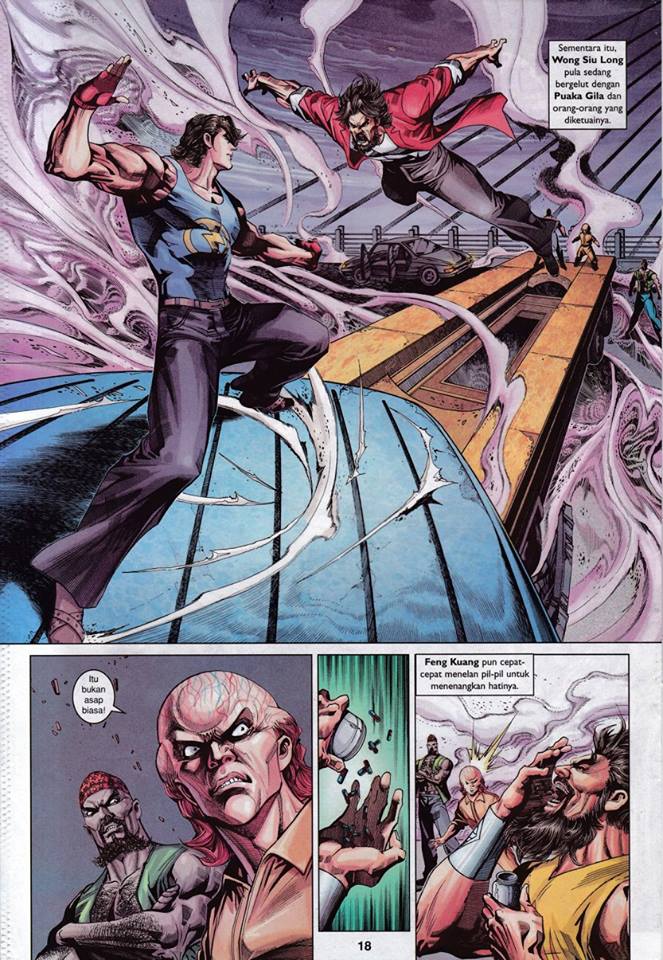 Sementara itu,
Wong Siu Long
pula sedang
bergelut dengan
Puaka Gila dan
orang-orang yang
diketuainya.
Itu
bukan
asap
biasa!
Feng Kuang pun cepat-
cepat menelan pil-pil untuk
menenangkan hatinya.
18